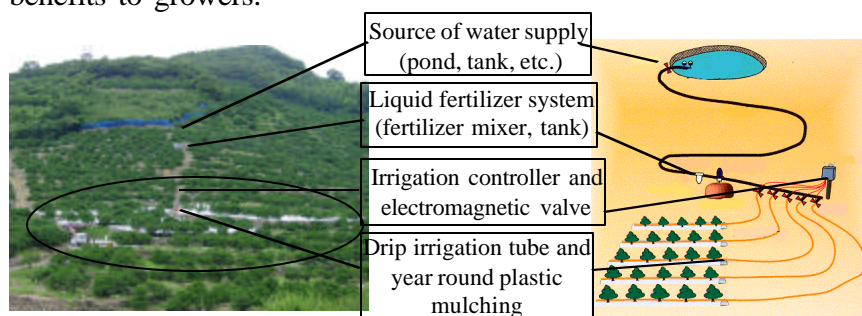 benefits to growers.
Source of water supply
(pond, tank, etc.)
Liquid fertilizer system
(fertilizer mixer, tank)
Irrigation controller and
electromagnetic valve
Drip irrigation tube and
year round plastic
mulching